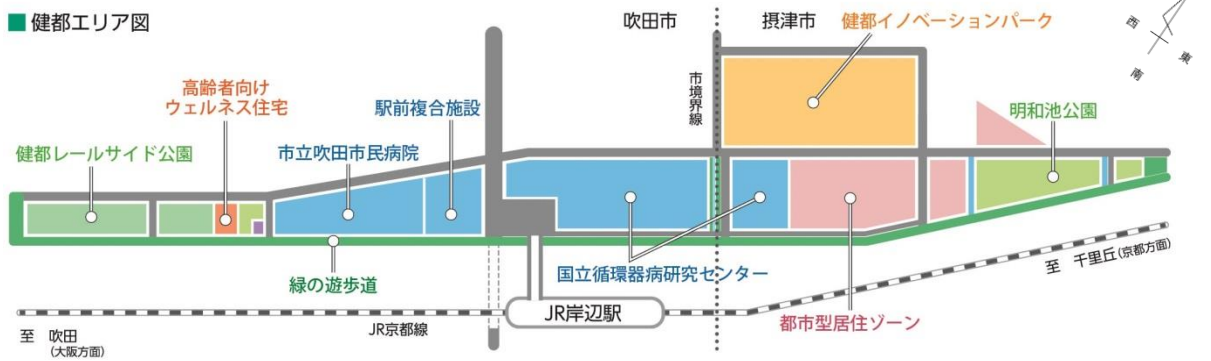 ■ 健都エリア図
吹田市
摂津市
健都イノベーションパーク
西
東
南
市境界線
高齢者向け
ウェルネス住宅
駅前複合施設
明和池公園
健都レールサイド公園
市立吹田市民病院
緑の遊歩道
国立循環器病研究センター
至 千里丘(京都方面)
JR岸辺駅
都市型居住ゾーン
JR京都線
至 吹田
(大阪方面)